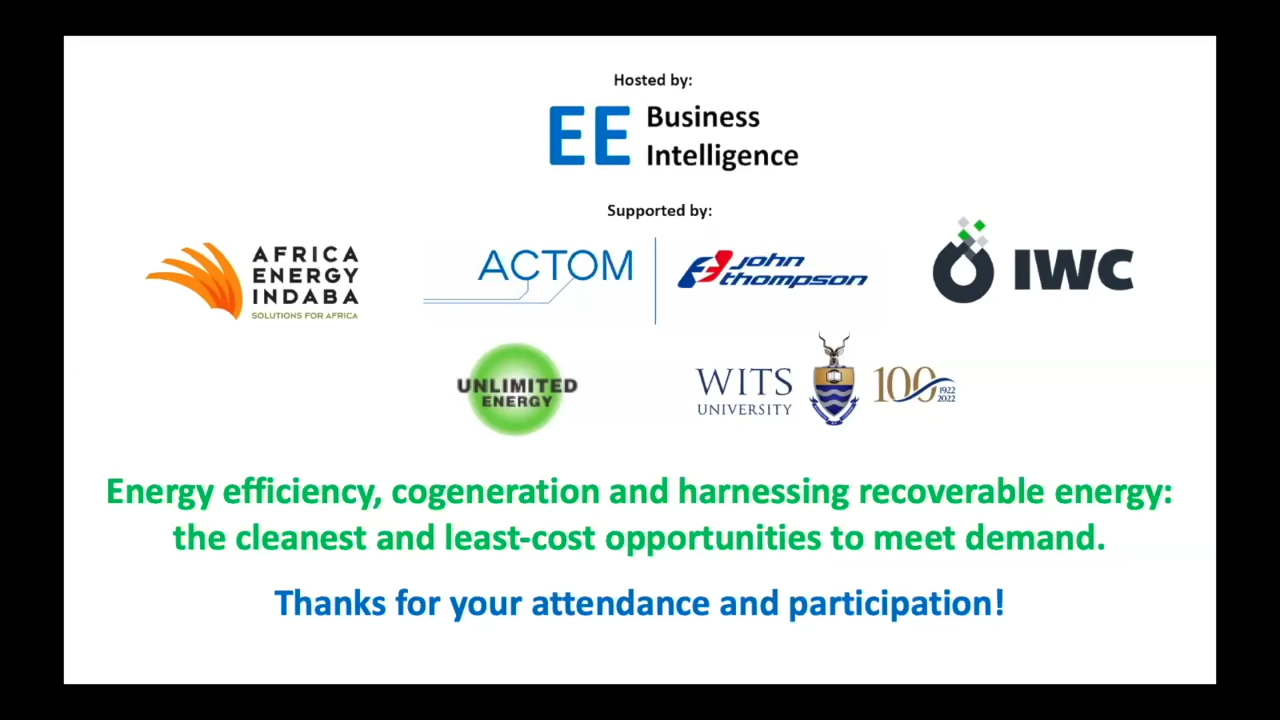 Hosted by:
EE Business
Intelligence
Supported by:
AFRICA
ENERGY
INDABA
SOLUTIONS FOR AFRICA
ACTOM
john
thompson
IWC
UNLIMITED
ENERGY
WITS
UNIVERSITY
100
1922
2022
Energy efficiency, cogeneration and harnessing recoverable energy:
the cleanest and least-cost opportunities to meet demand.
Thanks for your attendance and participation!